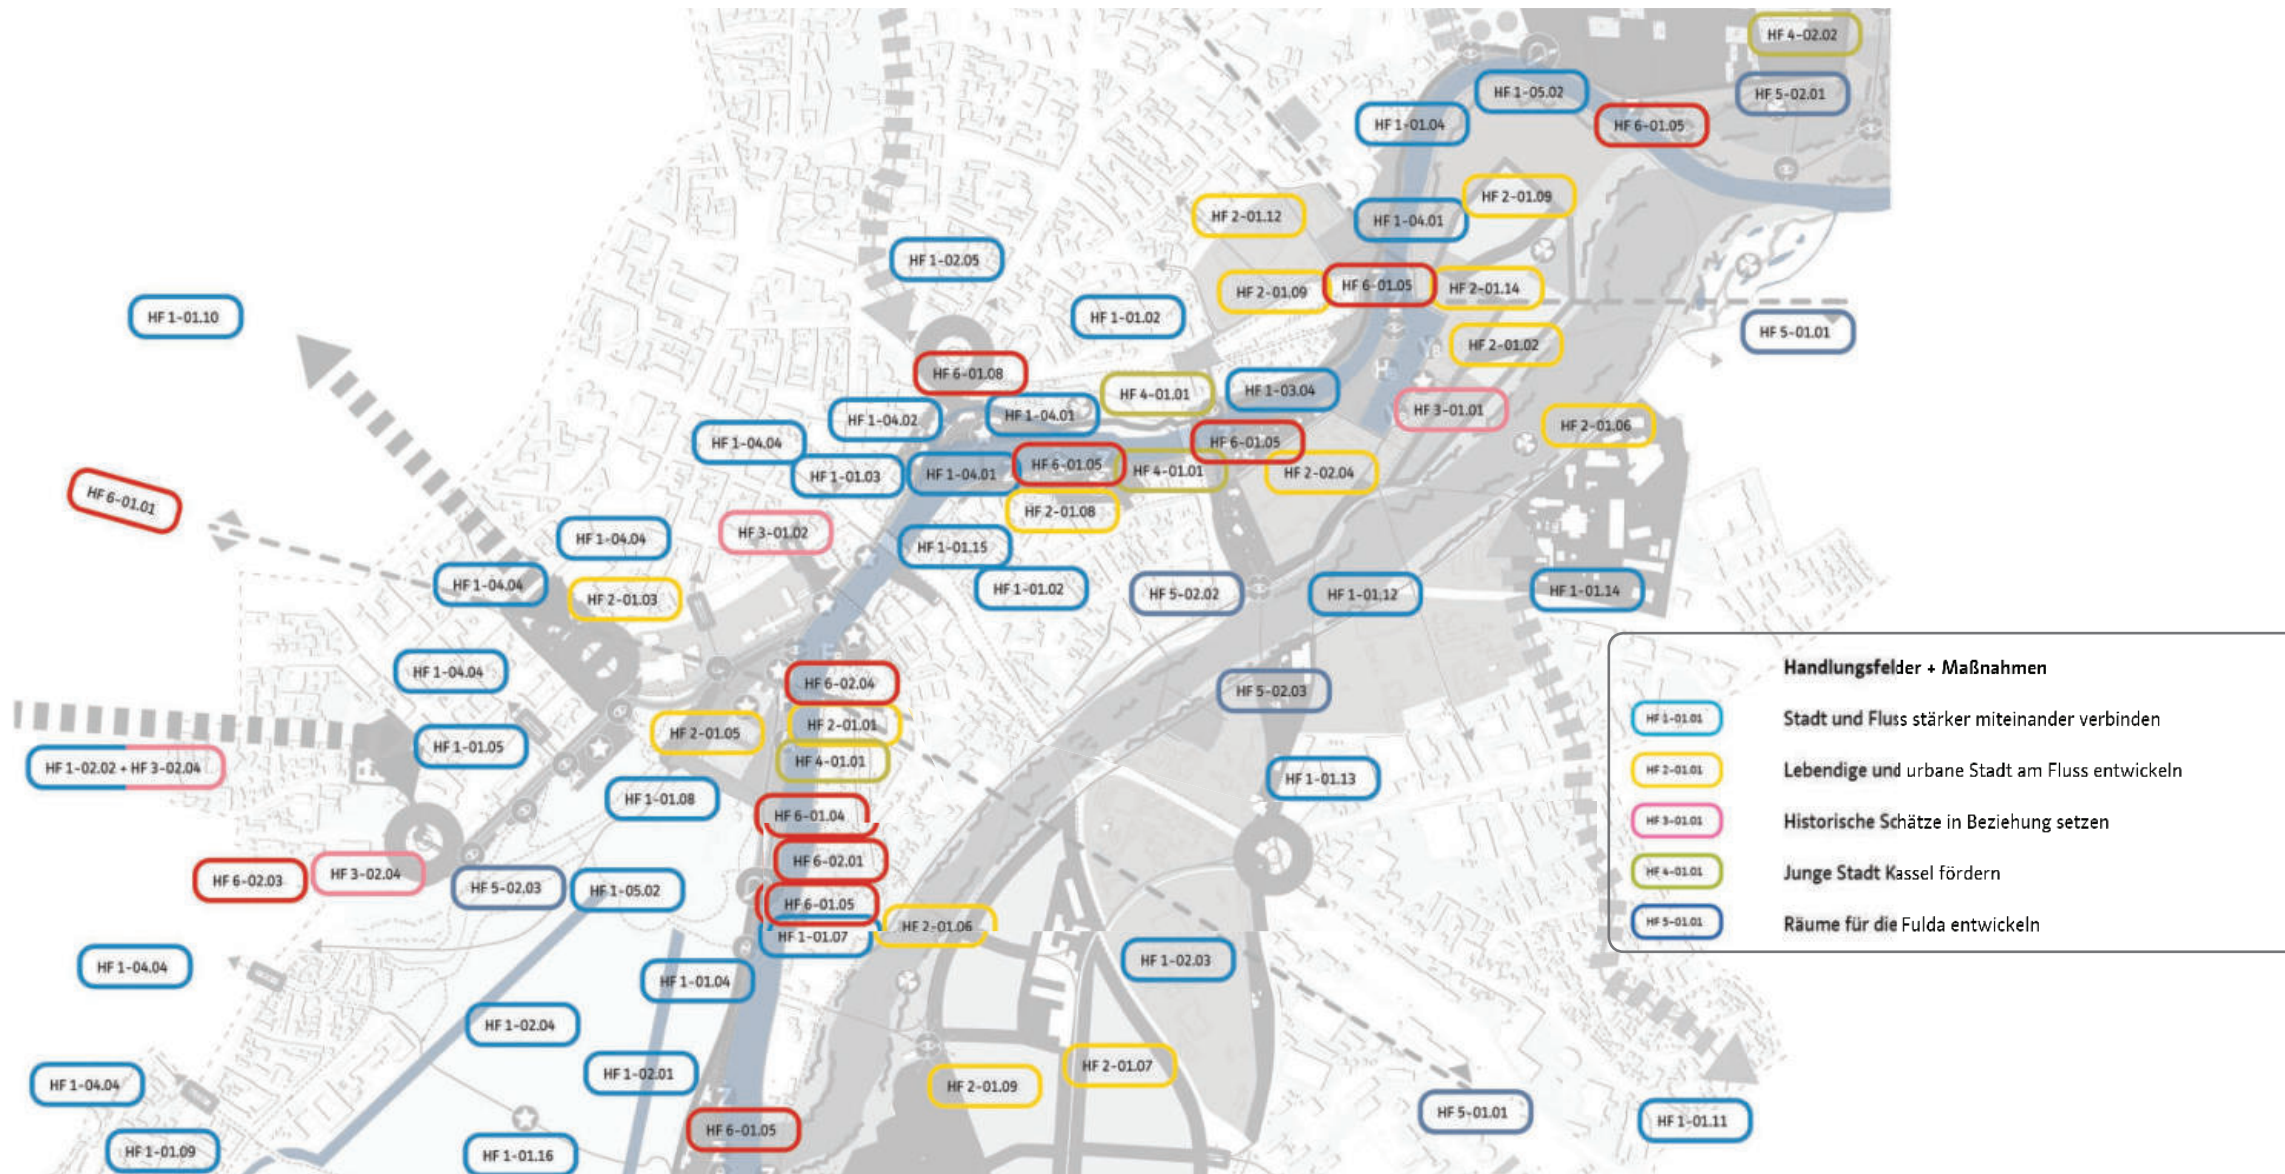 HF 4-02.02
HF 1-05.02
HF 5-02.01
HF 1-01.04
HF 6-01.05
HF 2-01.09
HF 2-01.12
HF 1-04.01
HF 1-02.05
HF 6-01.05
HF 2-01.14
HF 2-01.09
HF 1-01.10
HF 1-01.02
HF 5-01.01
HF 2-01.02
HF 6-01.08
HF 1-03.04
HF 4-01.01
HF 3-01.01
HF 1-04.01
HF 1-04.02
HF 2-01.06
HF 1-04.04
HF 6-01.05
HF 6-01.05
HF 4-01.01
HF 2-02.04
HF 1-01.03
HF 1-04.01
HF 6-01.01
HF 2-01.08
HF 3-01.02
HF 1-04.04
HF 1-01.15
HF 1-04.04
HF 1-01.02
HF 1-01.14
HF 5-02.02
HF 1-01.12
HF 2-01.03
HF 1-04.04
HF 6-02.04
HF 5-02.03
HF 2-01.01
HF 2-01.05
HF 1-01.05
HF 4-01.01
HF 1-02.02 + HF 3-02.04
HF 1-01.13
HF 1-01.08
HF 6-01.04
HF 6-02.01
HF 3-02.04
HF 6-02.03
HF 5-02.03
HF 1-05.02
HF 6-01.05
HF 2-01.06
HF 1-01.07
HF 1-02.03
HF 1-04.04
HF 1-01.04
HF 1-02.04
HF 2-01.07
HF 1-02.01
HF 1-04.04
HF 2-01.09
HF 5-01.01
HF 1-01.11
HF 6-01.05
HF 1-01.09
HF 1-01.16
Handlungsfelder + Maßnahmen
HF 1-01.01 Stadt und Fluss stärker miteinander verbinden
HF 2-01.01 Lebendige und urbane Stadt am Fluss entwickeln
HF 3-01.01 Historische Schätze in Beziehung setzen
HF 4-01.01 Junge Stadt Kassel fördern
HF 5-01.01 Räume für die Fulda entwickeln